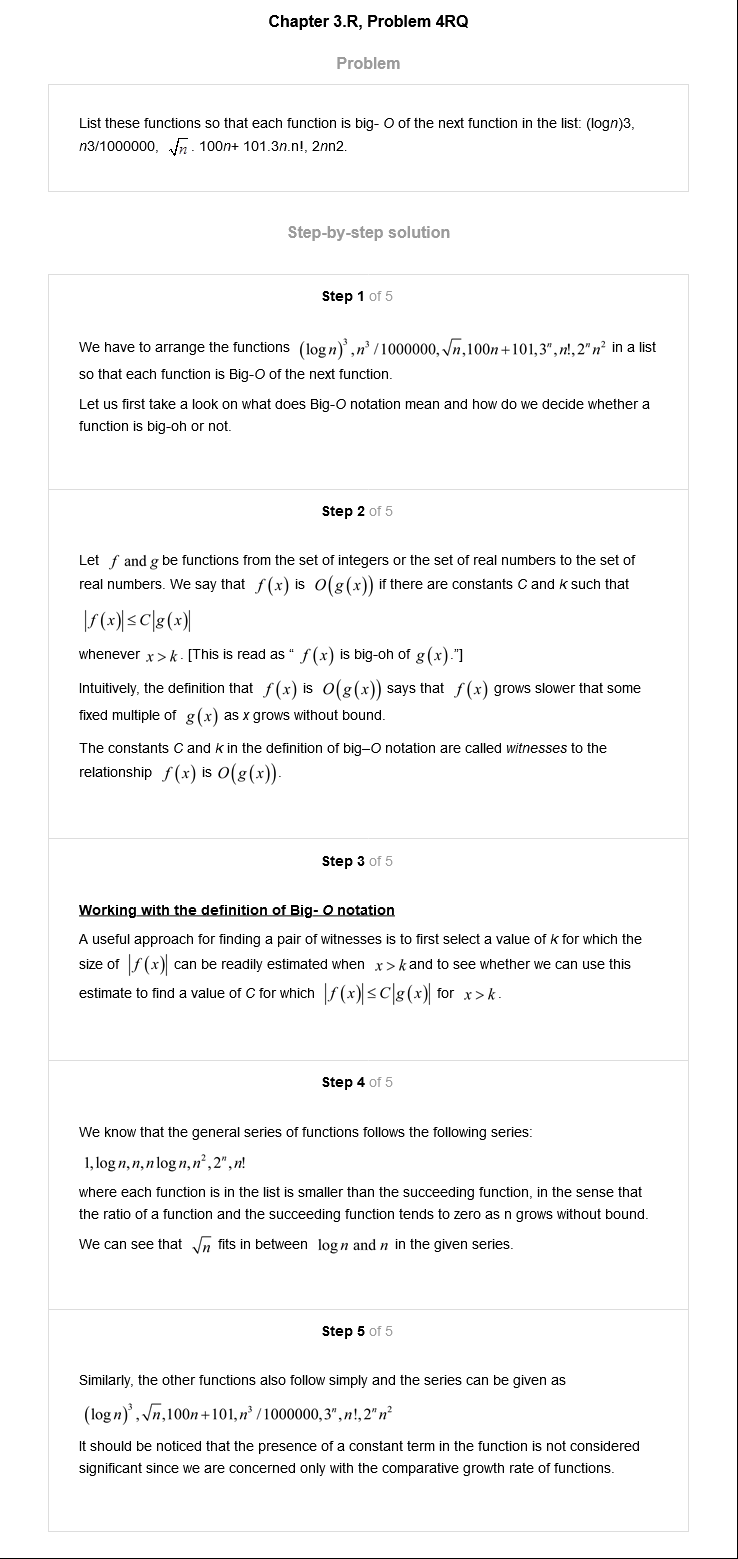 Chapter 3.R, Problem 4RQ
Problem
List these functions so that each function is big- O of the next function in the list: (logn)3,
n3/1000000, √n . 100n+ 101.3n.n!, 2nn2.
Step-by-step solution
Step 1 of 5
We have to arrange the functions (log n)³, n³ / 1000000, √n, 100n + 101, 3ⁿ, n!, 2ⁿ n² in a list
so that each function is Big-O of the next function.
Let us first take a look on what does Big-O notation mean and how do we decide whether a
function is big-oh or not.
Step 2 of 5
Let f and g be functions from the set of integers or the set of real numbers to the set of
real numbers. We say that f(x) is O(g(x)) if there are constants C and k such that
|f(x)| ≤ C|g(x)|
whenever x > k. [This is read as “ f(x) is big-oh of g(x).”]
Intuitively, the definition that f(x) is O(g(x)) says that f(x) grows slower that some
fixed multiple of g(x) as x grows without bound.
The constants C and k in the definition of big–O notation are called witnesses to the
relationship f(x) is O(g(x)).
Step 3 of 5
Working with the definition of Big- O notation
A useful approach for finding a pair of witnesses is to first select a value of k for which the
size of |f(x)| can be readily estimated when x > k and to see whether we can use this
estimate to find a value of C for which |f(x)| ≤ C|g(x)| for x > k.
Step 4 of 5
We know that the general series of functions follows the following series:
1, log n, n, n log n, n², 2ⁿ, n!
where each function is in the list is smaller than the succeeding function, in the sense that
the ratio of a function and the succeeding function tends to zero as n grows without bound.
We can see that √n fits in between log n and n in the given series.
Step 5 of 5
Similarly, the other functions also follow simply and the series can be given as
(log n)³, √n, 100n + 101, n³ / 1000000, 3ⁿ, n!, 2ⁿ n²
It should be noticed that the presence of a constant term in the function is not considered
significant since we are concerned only with the comparative growth rate of functions.